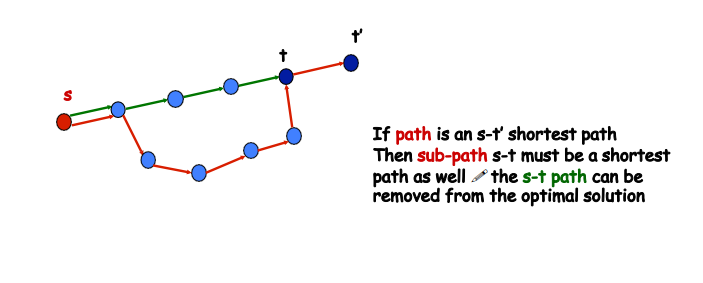 t’
t
s
If path is an s-t’ shortest path
Then sub-path s-t must be a shortest
path as well the s-t path can be
removed from the optimal solution